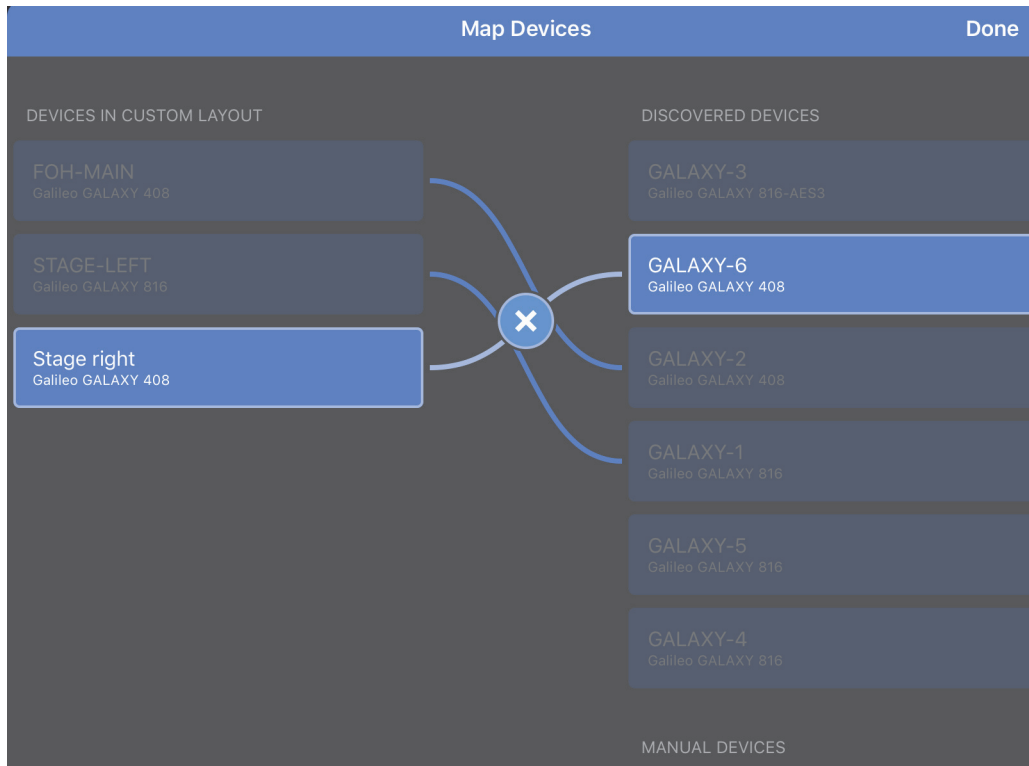 Map Devices
Done
DEVICES IN CUSTOM LAYOUT
FOH-MAIN
Galileo GALAXY 408
STAGE-LEFT
Galileo GALAXY 816
Stage right
Galileo GALAXY 408
DISCOVERED DEVICES
GALAXY-3
Galileo GALAXY 816-AES3
GALAXY-6
Galileo GALAXY 408
GALAXY-2
Galileo GALAXY 408
GALAXY-1
Galileo GALAXY 816
GALAXY-5
Galileo GALAXY 816
GALAXY-4
Galileo GALAXY 816
MANUAL DEVICES